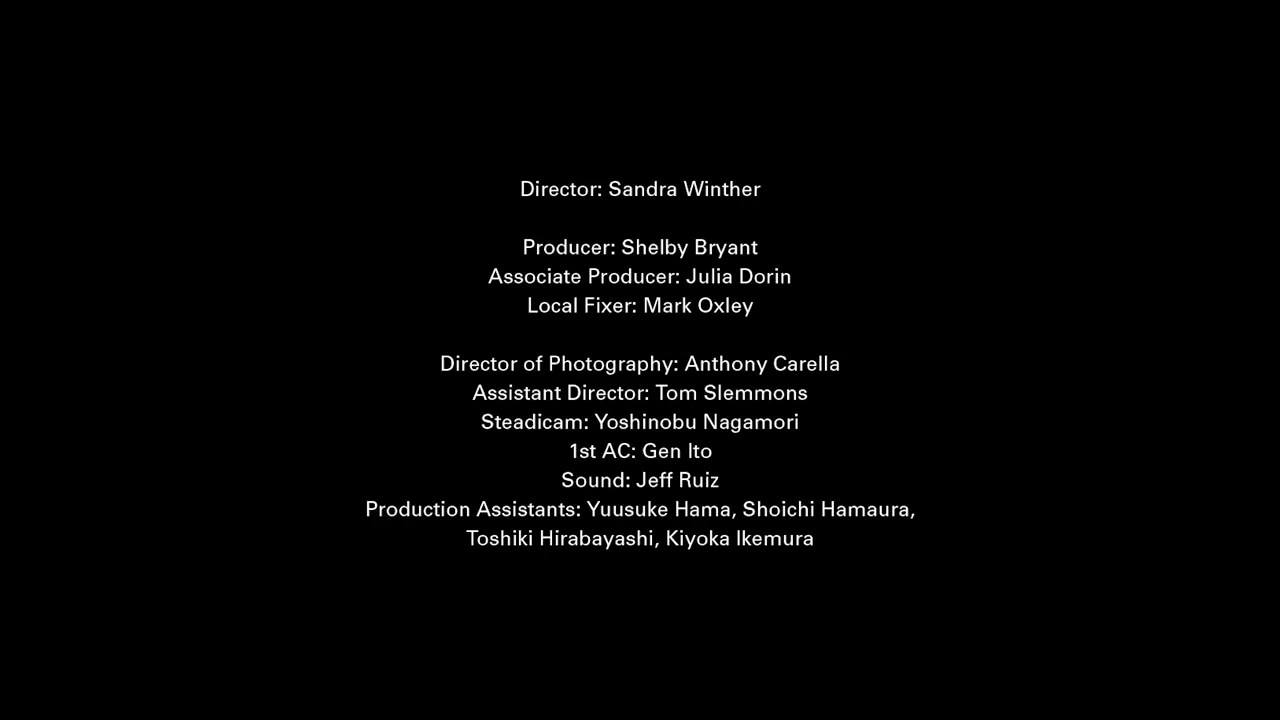 Director: Sandra Winther
Producer: Shelby Bryant
Associate Producer: Julia Dorin
Local Fixer: Mark Oxley
Director of Photography: Anthony Carella
Assistant Director: Tom Slemmons
Steadicam: Yoshinobu Nagamori
1st AC: Gen Ito
Sound: Jeff Ruiz
Production Assistants: Yuusuke Hama, Shoichi Hamaura,
Toshiki Hirabayashi, Kiyoka Ikemura